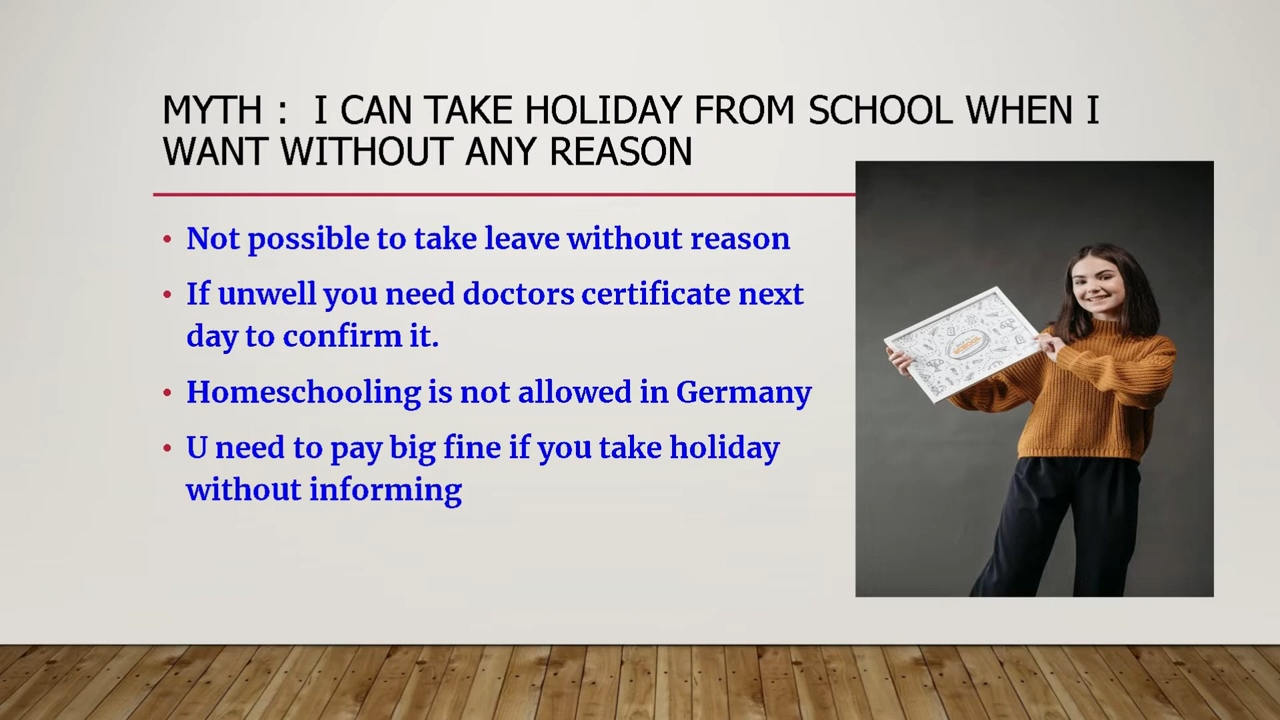 MYTH : I CAN TAKE HOLIDAY FROM SCHOOL WHEN I
WANT WITHOUT ANY REASON
• Not possible to take leave without reason
• If unwell you need doctors certificate next
day to confirm it.
• Homeschooling is not allowed in Germany
• U need to pay big fine if you take holiday
without informing